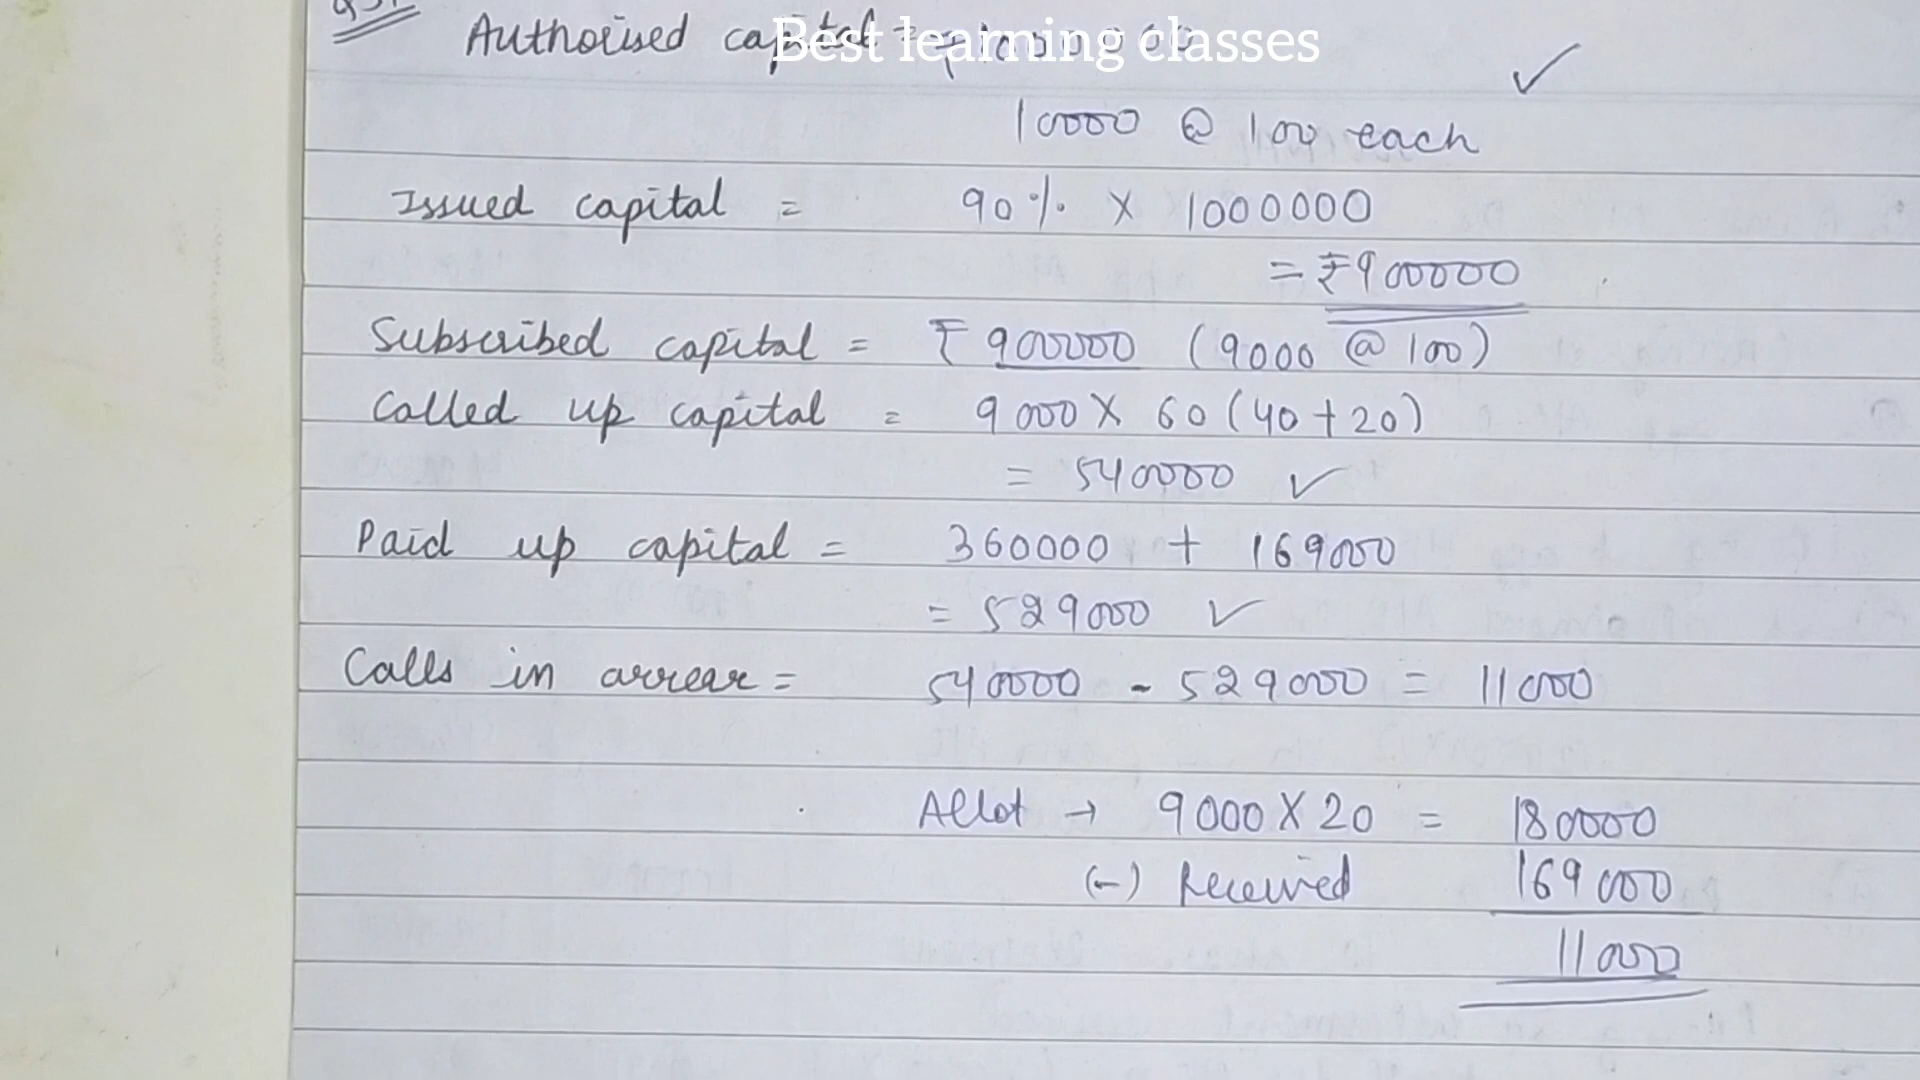 Authorised capital = ₹1000000
Best learning classes
10000 @ 100 each
Issued capital = 90% X 1000000
= ₹900000
Subscribed capital = ₹ 900000 (9000 @ 100)
Called up capital = 9000 X 60 (40 + 20)
= 540000 ✓
Paid up capital = 360000 + 169000
= 529000 ✓
Calls in arrear = 540000 - 529000 = 11000
Allot → 9000 X 20 = 180000
(-) Received 169000
11000